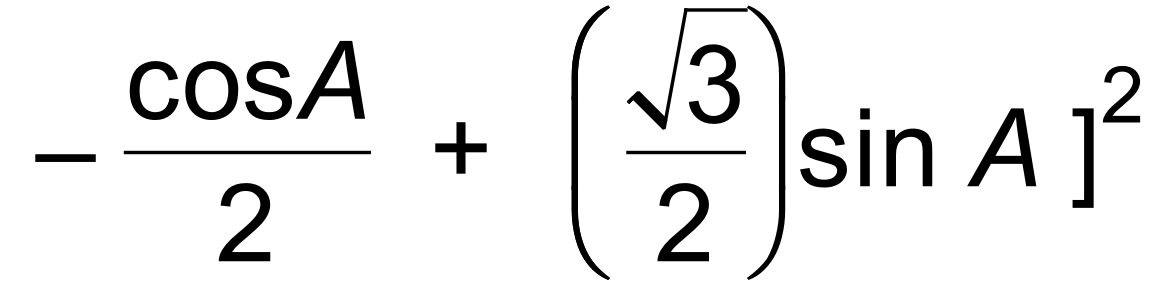 − cosA/2 + (√3/2) sin A ]²